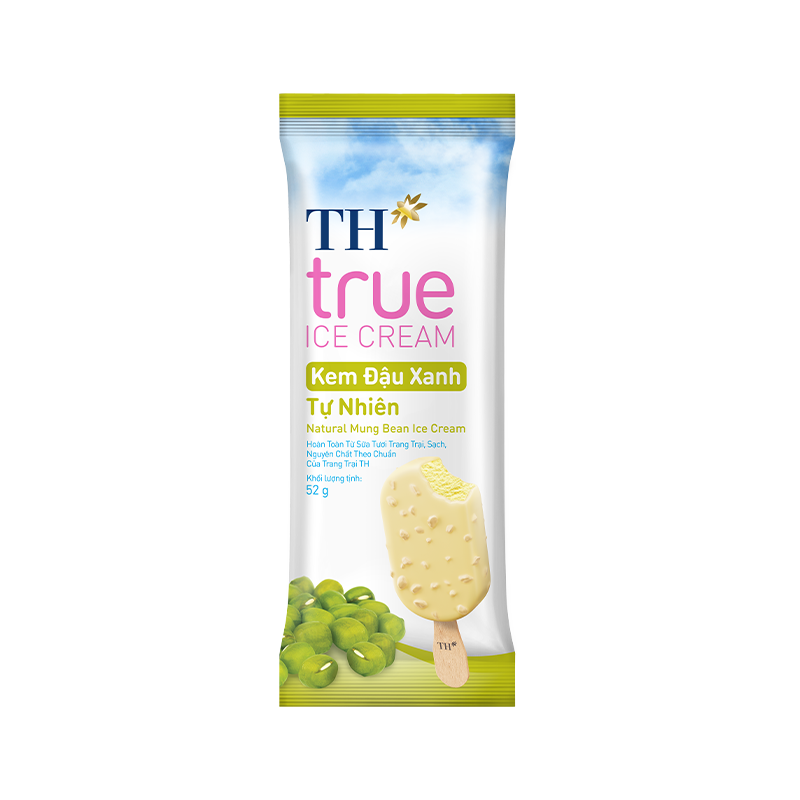 TH
true
ICE CREAM
Kem Đậu Xanh
Tự Nhiên
Natural Mung Bean Ice Cream
Hoàn Toàn Từ Sữa Tươi Trang Trại, Sạch,
Nguyên Chất Theo Chuẩn
Của Trang Trại TH
Khối lượng tịnh:
52 g
TH